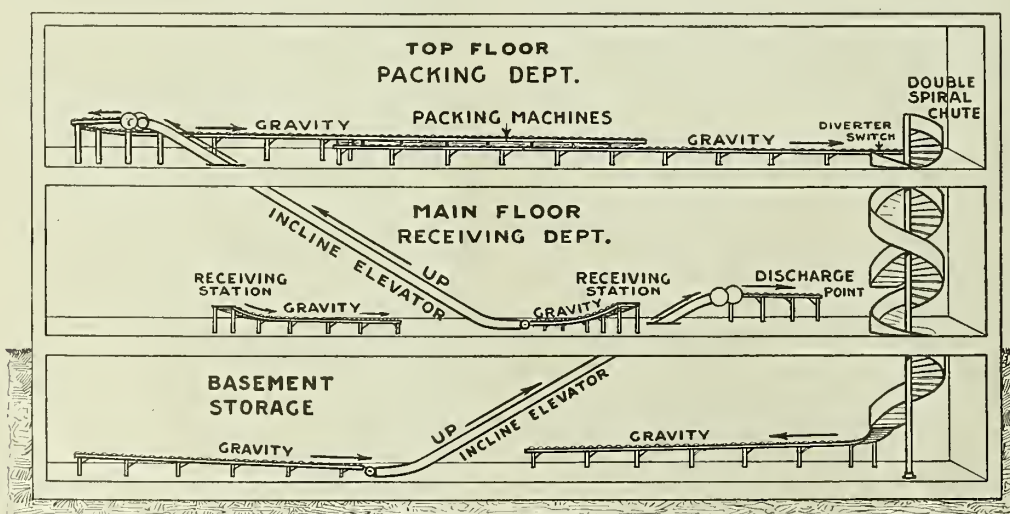 TOP FLOOR
PACKING DEPT.
DOUBLE
SPIRAL
CHUTE
PACKING MACHINES
GRAVITY
GRAVITY
DIVERTER
SWITCH
MAIN FLOOR
RECEIVING DEPT.
INCLINE ELEVATOR
UP
RECEIVING
STATION
GRAVITY
RECEIVING
STATION
GRAVITY
DISCHARGE
POINT
BASEMENT
STORAGE
GRAVITY
UP
INCLINE ELEVATOR
GRAVITY